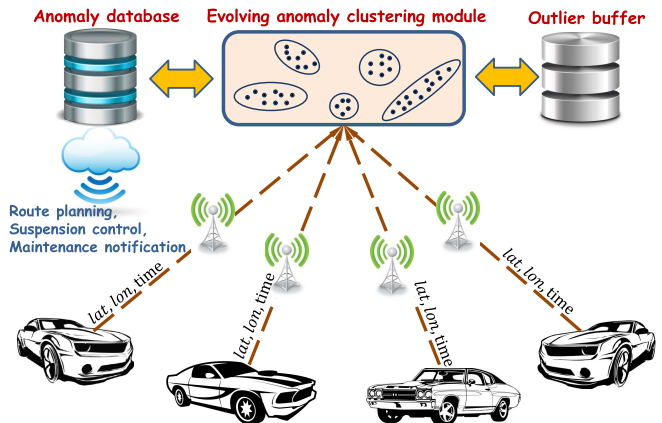 Anomaly database
Evolving anomaly clustering module
Outlier buffer
Route planning,
Suspension control,
Maintenance notification
lat, lon, time
lat, lon, time
lat, lon, time
lat, lon, time